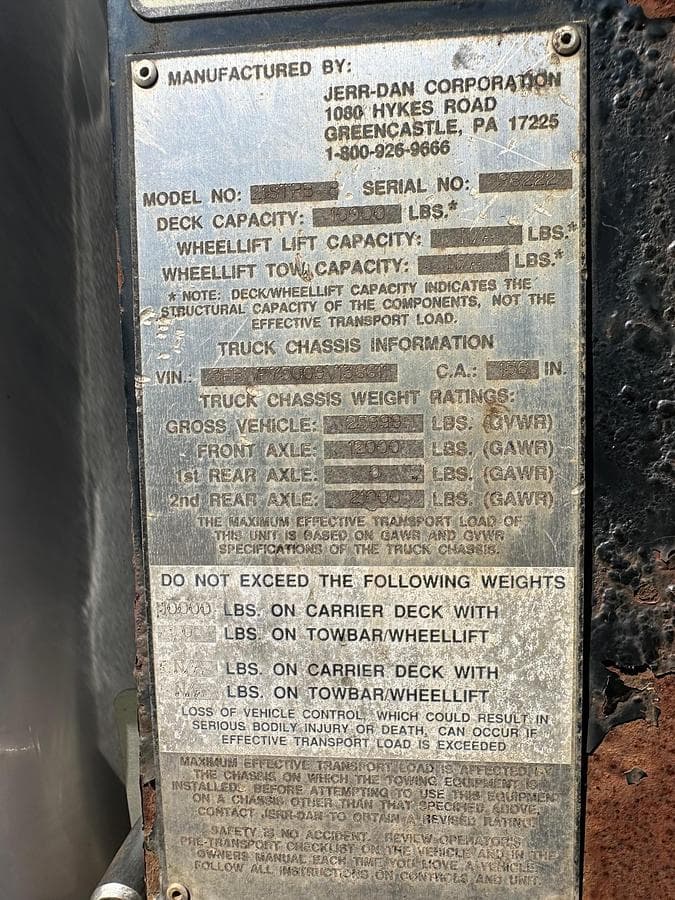 MANUFACTURED BY:
JERR-DAN CORPORATION
1080 HYKES ROAD
GREENCASTLE, PA 17225
1-800-926-9666
MODEL NO: SERIAL NO:
DECK CAPACITY: 10000 LBS.*
WHEELLIFT LIFT CAPACITY: LBS.*
WHEELLIFT TOW CAPACITY: LBS.*
* NOTE: DECK/WHEELLIFT CAPACITY INDICATES THE
STRUCTURAL CAPACITY OF THE COMPONENTS, NOT THE
EFFECTIVE TRANSPORT LOAD.
TRUCK CHASSIS INFORMATION
VIN.: C.A.: IN.
TRUCK CHASSIS WEIGHT RATINGS:
GROSS VEHICLE: LBS. (GVWR)
FRONT AXLE: 12000 LBS. (GAWR)
1st REAR AXLE: 0 LBS. (GAWR)
2nd REAR AXLE: 21000 LBS. (GAWR)
THE MAXIMUM EFFECTIVE TRANSPORT LOAD OF
THIS UNIT IS BASED ON GAWR AND GVWR
SPECIFICATIONS OF THE TRUCK CHASSIS.
DO NOT EXCEED THE FOLLOWING WEIGHTS
10000 LBS. ON CARRIER DECK WITH
LBS. ON TOWBAR/WHEELLIFT
LBS. ON CARRIER DECK WITH
LBS. ON TOWBAR/WHEELLIFT
LOSS OF VEHICLE CONTROL, WHICH COULD RESULT IN
SERIOUS BODILY INJURY OR DEATH, CAN OCCUR IF
EFFECTIVE TRANSPORT LOAD IS EXCEEDED
MAXIMUM EFFECTIVE TRANSPORT LOAD IS AFFECTED BY
THE CHASSIS ON WHICH THE TOWING EQUIPMENT IS
INSTALLED. BEFORE ATTEMPTING TO USE THIS EQUIPMENT
ON A CHASSIS OTHER THAN THAT SPECIFIED ABOVE,
CONTACT JERR-DAN TO OBTAIN A REVISED RATING.
SAFETY IS NO ACCIDENT. REVIEW OPERATOR'S
PRE-TRANSPORT CHECKLIST ON THE VEHICLE AND IN THE
OWNERS MANUAL EACH TIME YOU MOVE A VEHICLE.
FOLLOW ALL INSTRUCTIONS ON CONTROLS AND UNIT.